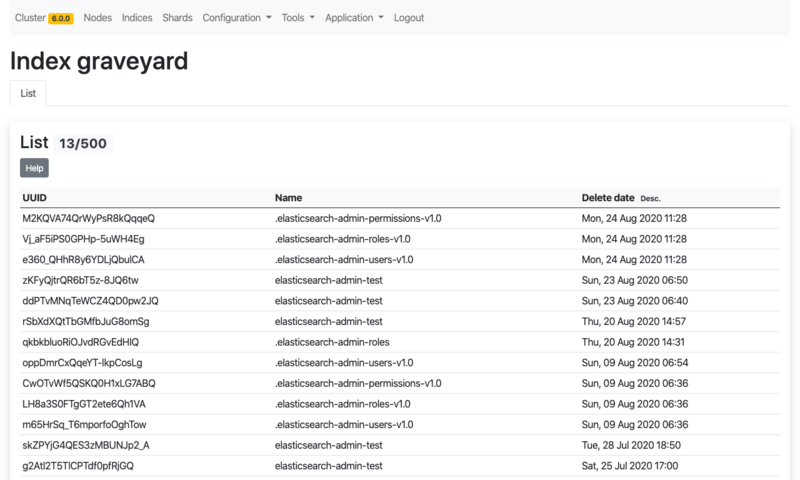 Cluster 6.0.0 Nodes Indices Shards Configuration Tools Application Logout
Index graveyard
List
List 13/500
Help
UUID Name Delete date Desc.
M2KQVA74QrWyPsR8kQqqeQ .elasticsearch-admin-permissions-v1.0 Mon, 24 Aug 2020 11:28
Vj_aF5iPS0GPHp-5uWH4Eg .elasticsearch-admin-roles-v1.0 Mon, 24 Aug 2020 11:28
e360_QHhR8y6YDLjQbulCA .elasticsearch-admin-users-v1.0 Mon, 24 Aug 2020 11:28
zKFyQjtrQR6bT5z-8JQ6tw elasticsearch-admin-test Sun, 23 Aug 2020 06:50
ddPTvMNqTeWCZ4QD0pw2JQ elasticsearch-admin-test Sun, 23 Aug 2020 06:40
rSbXdXQtTbGMfbJuG8omSg elasticsearch-admin-test Thu, 20 Aug 2020 14:57
qkbkbluoRiOJvdRGvEdHIQ .elasticsearch-admin-roles Thu, 20 Aug 2020 14:31
oppDmrCxQqeYT-lkpCosLg .elasticsearch-admin-users-v1.0 Sun, 09 Aug 2020 06:54
CwOTvWf5QSKQ0H1xLG7ABQ .elasticsearch-admin-permissions-v1.0 Sun, 09 Aug 2020 06:36
LH8a3S0FTgGT2ete6Qh1VA .elasticsearch-admin-roles-v1.0 Sun, 09 Aug 2020 06:36
m65HrSq_T6mporfoOghTow .elasticsearch-admin-users-v1.0 Sun, 09 Aug 2020 06:36
skZPYjG4QES3zMBUNJp2_A elasticsearch-admin-test Tue, 28 Jul 2020 18:50
g2AtI2T5TlCPTdf0pfRjGQ elasticsearch-admin-test Sat, 25 Jul 2020 17:00